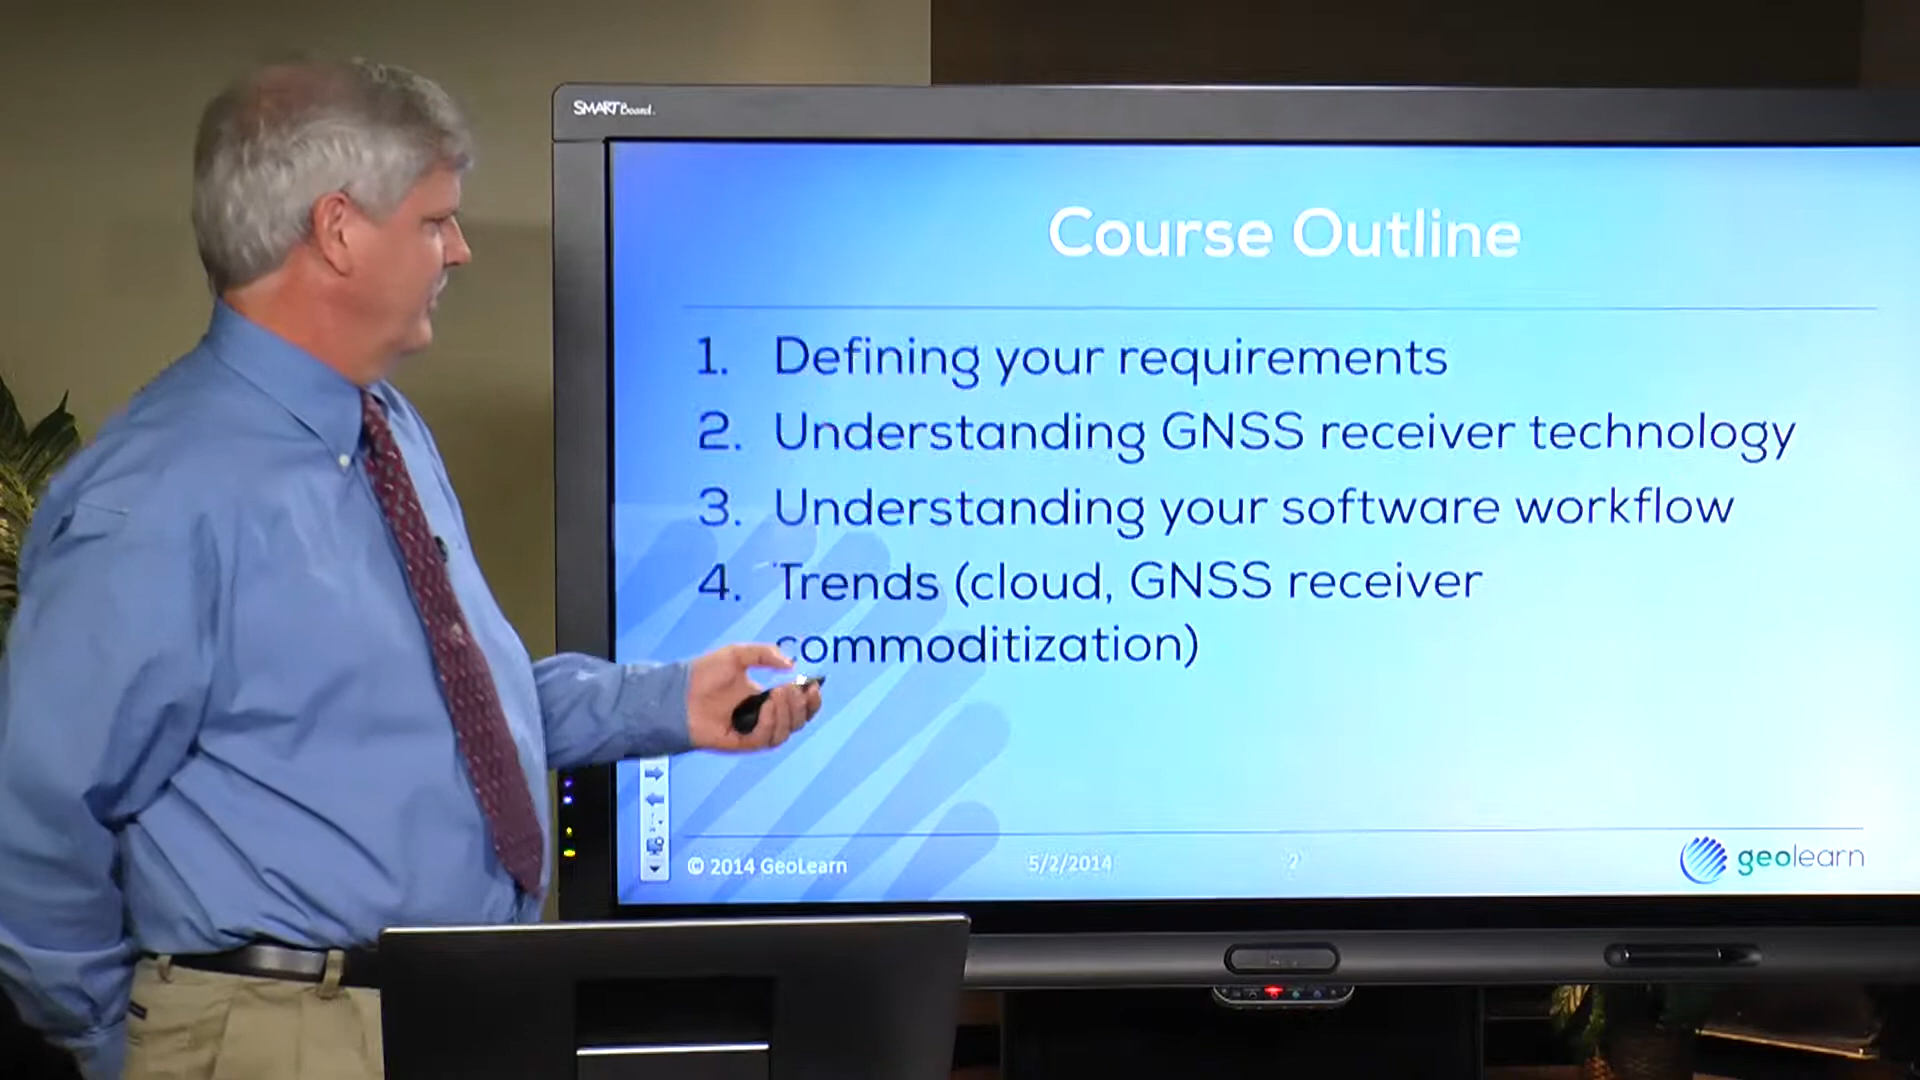 SMART Board
Course Outline
1. Defining your requirements
2. Understanding GNSS receiver technology
3. Understanding your software workflow
4. Trends (cloud, GNSS receiver
commoditization)
© 2014 GeoLearn
5/2/2014
2
geolearn